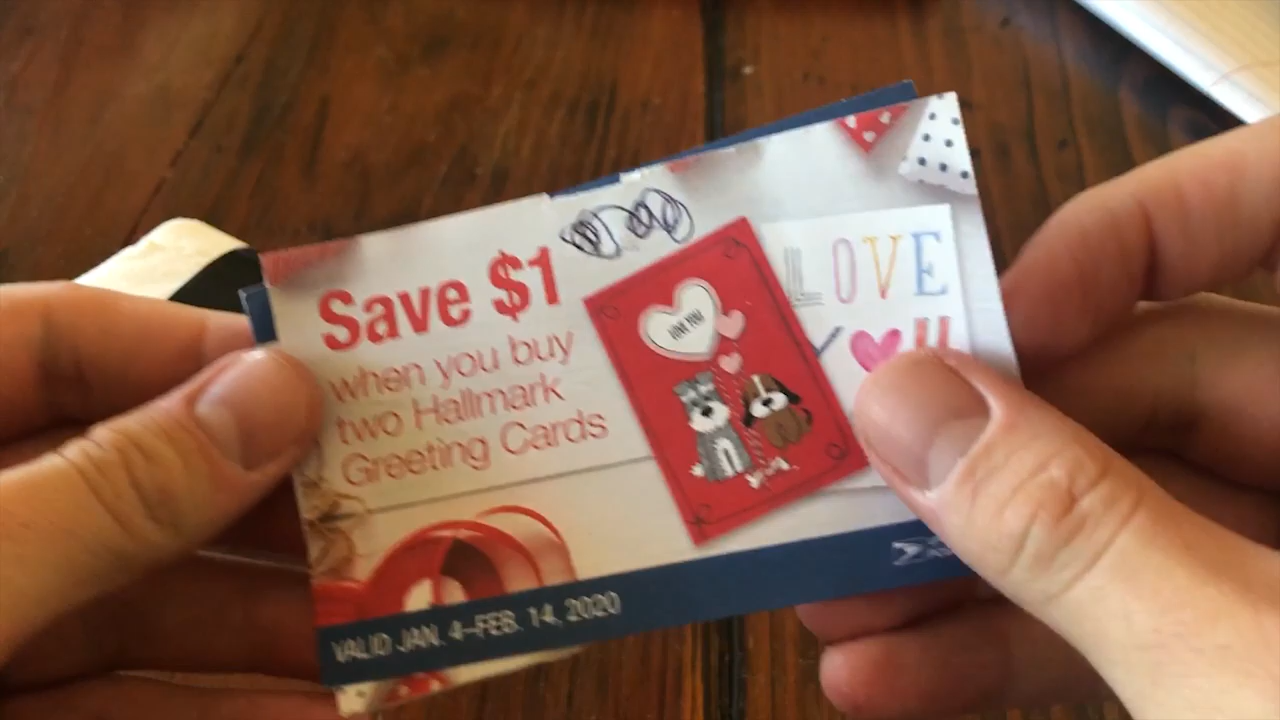 Save $1
when you buy
two Hallmark
Greeting Cards
LOVE
VALID JAN. 4–FEB. 14, 2020